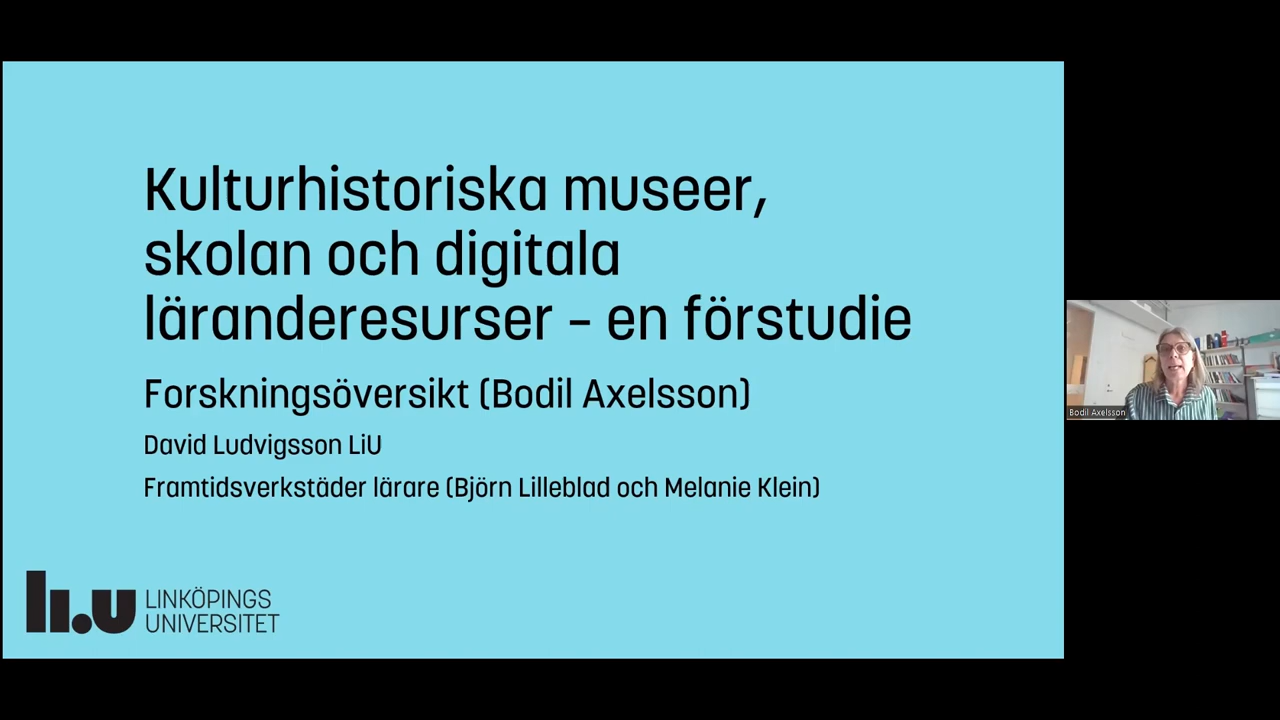 Kulturhistoriska museer,
skolan och digitala
läranderesurser – en förstudie
Forskningsöversikt (Bodil Axelsson)
David Ludvigsson LiU
Framtidsverkstäder lärare (Björn Lilleblad och Melanie Klein)
li.u LINKÖPINGS
UNIVERSITET
Bodil Axelsson